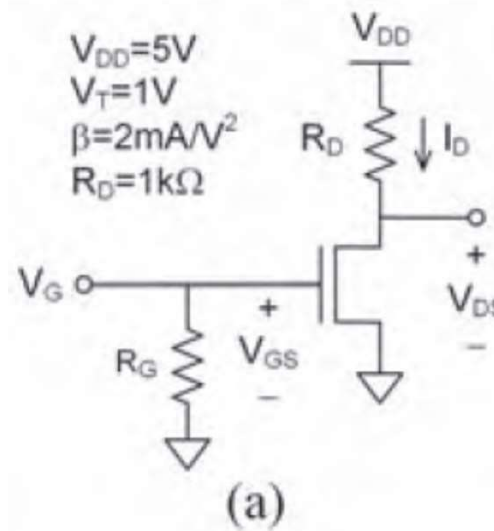 V_DD=5V
V_T=1V
β=2mA/V²
R_D=1kΩ
V_DD
R_D
I_D
V_G
+
V_GS
−
R_G
+
V_DS
−
(a)